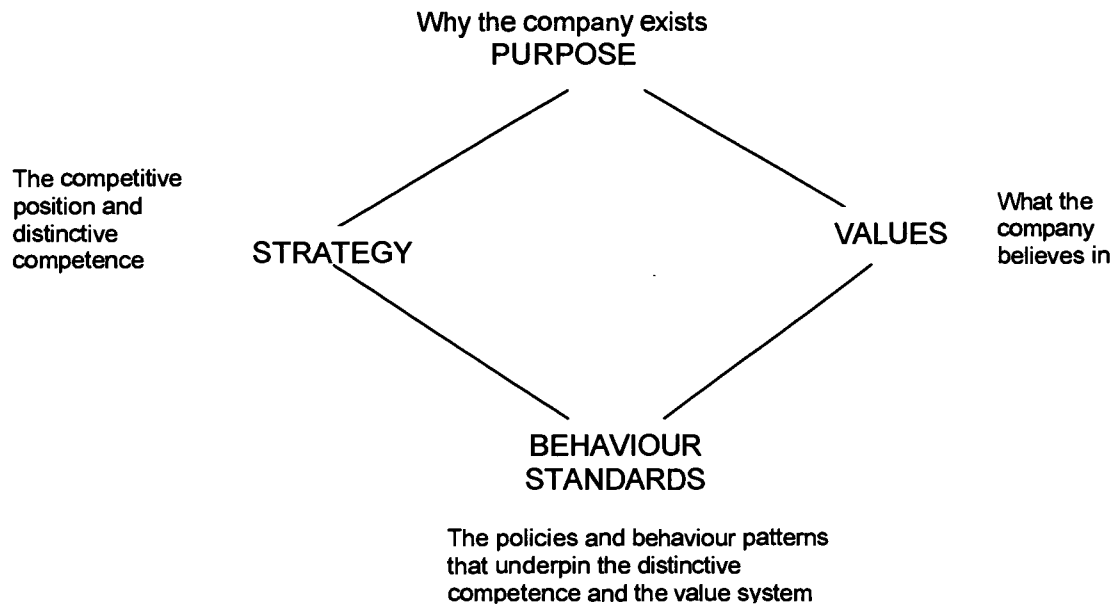 Why the company exists
PURPOSE
The competitive
position and
distinctive
competence
STRATEGY
VALUES
What the
company
believes in
BEHAVIOUR
STANDARDS
The policies and behaviour patterns
that underpin the distinctive
competence and the value system